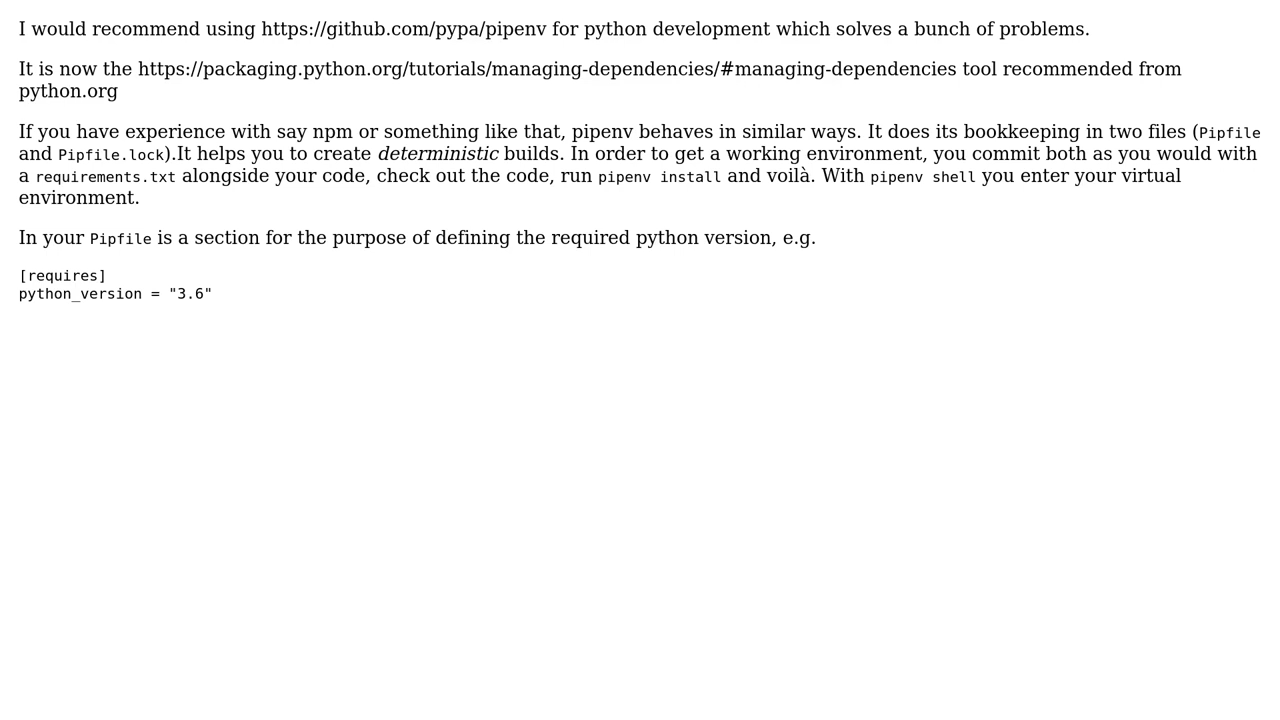 I would recommend using https://github.com/pypa/pipenv for python development which solves a bunch of problems.
It is now the https://packaging.python.org/tutorials/managing-dependencies/#managing-dependencies tool recommended from
python.org
If you have experience with say npm or something like that, pipenv behaves in similar ways. It does its bookkeeping in two files (Pipfile
and Pipfile.lock).It helps you to create deterministic builds. In order to get a working environment, you commit both as you would with
a requirements.txt alongside your code, check out the code, run pipenv install and voilà. With pipenv shell you enter your virtual
environment.
In your Pipfile is a section for the purpose of defining the required python version, e.g.
[requires]
python_version = "3.6"